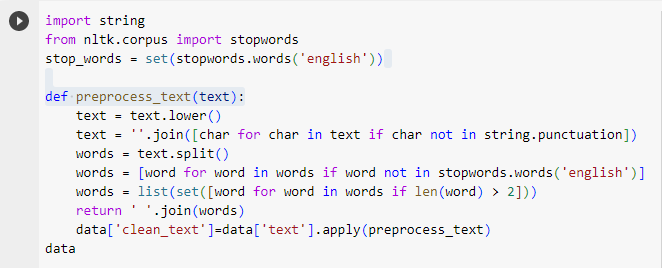 import string
from nltk.corpus import stopwords
stop_words = set(stopwords.words('english'))
def preprocess_text(text):
    text = text.lower()
    text = ''.join([char for char in text if char not in string.punctuation])
    words = text.split()
    words = [word for word in words if word not in stopwords.words('english')]
    words = list(set([word for word in words if len(word) > 2]))
    return ' '.join(words)
    data['clean_text']=data['text'].apply(preprocess_text)
data